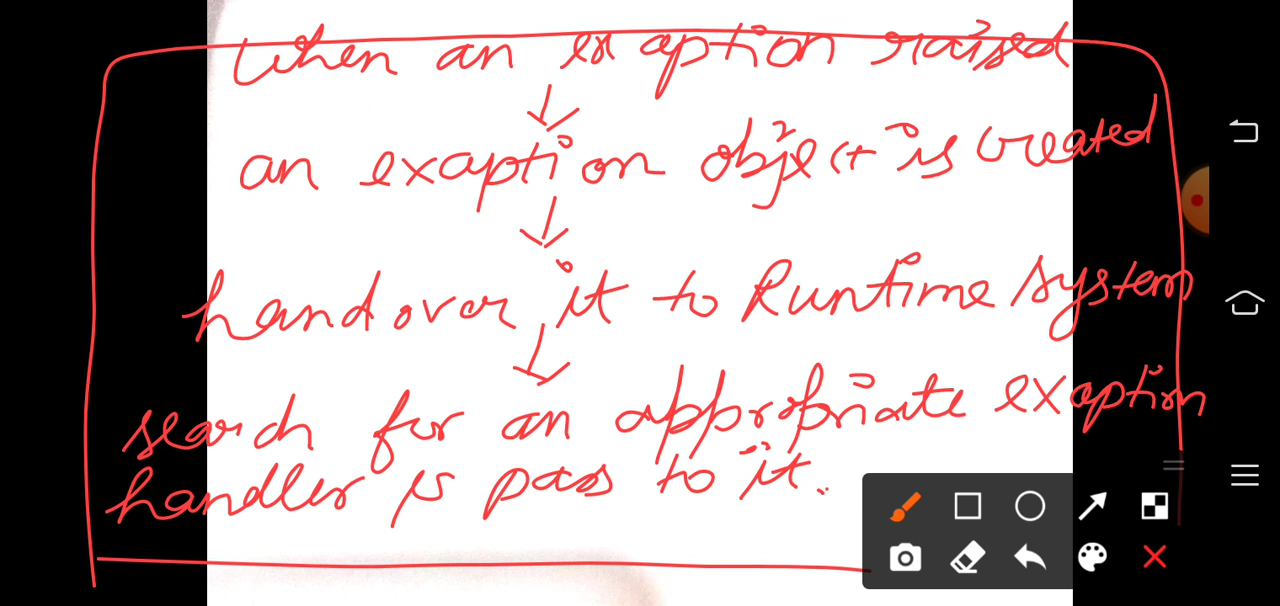 When an exaption raised
an exaption object is created
handover it to Runtime System
search for an appropriate exaption
handler is pass to it.